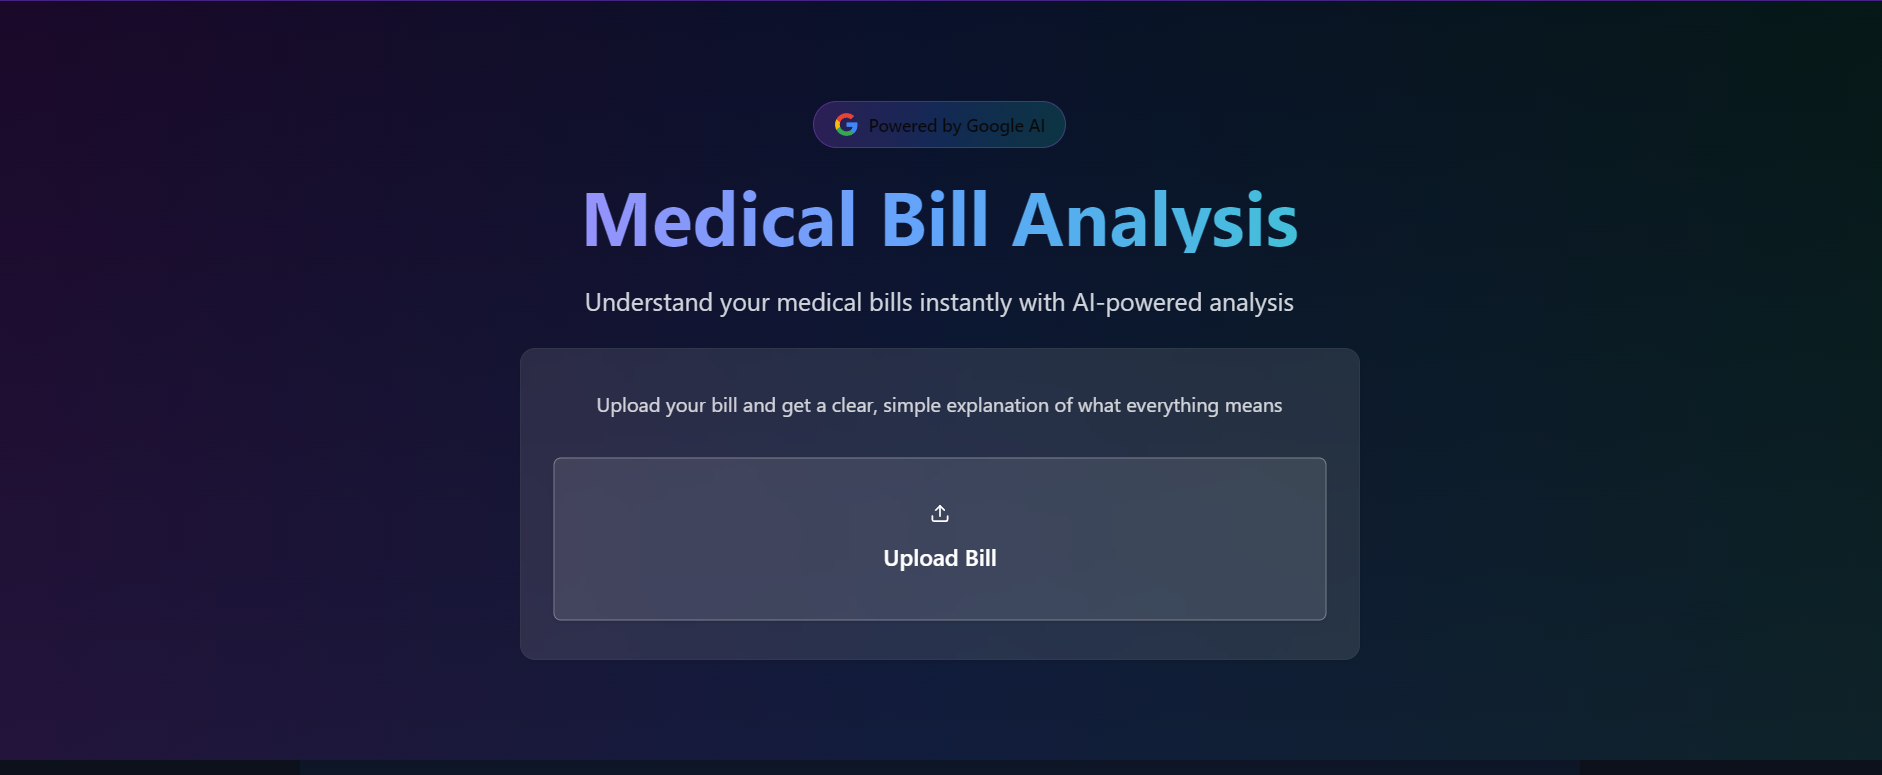 Powered by Google AI
Medical Bill Analysis
Understand your medical bills instantly with AI-powered analysis
Upload your bill and get a clear, simple explanation of what everything means
Upload Bill